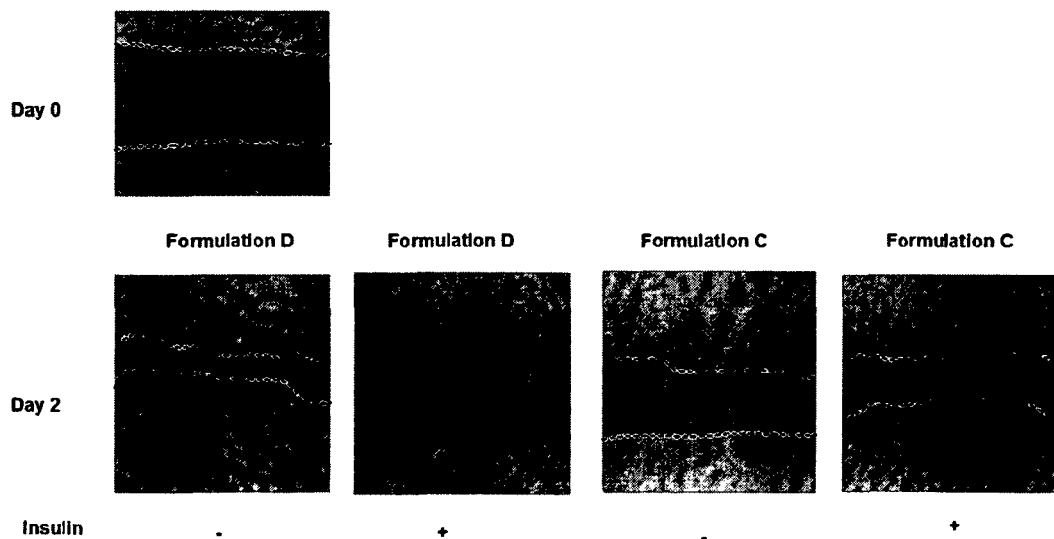 Day 0
Formulation D Formulation D Formulation C Formulation C
Day 2
Insulin - + - +